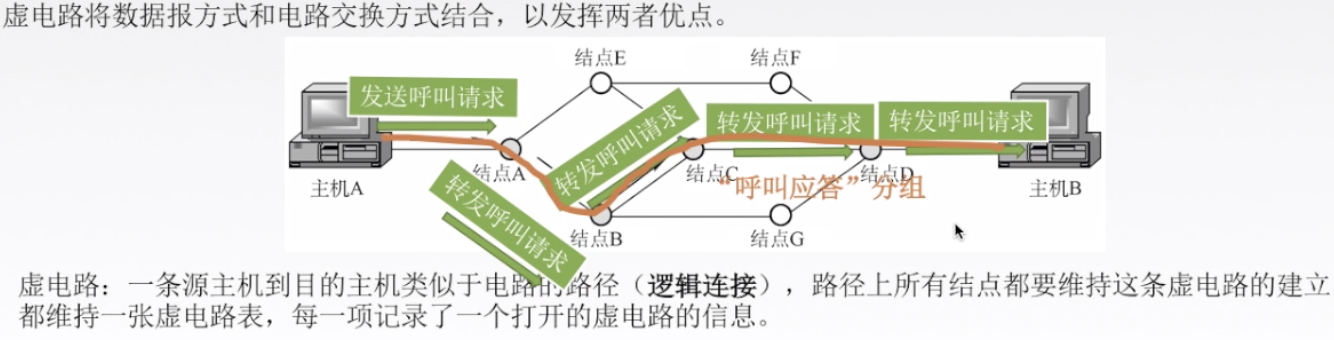 虚电路将数据报方式和电路交换方式结合，以发挥两者优点。
结点E
结点F
发送呼叫请求
转发呼叫请求
转发呼叫请求
转发呼叫请求
结点A
转发呼叫请求
结点C
结点D
“呼叫应答”分组
主机A
主机B
结点B
结点G
虚电路：一条源主机到目的主机类似于电路的路径（逻辑连接），路径上所有结点都要维持这条虚电路的建立
都维持一张虚电路表，每一项记录了一个打开的虚电路的信息。